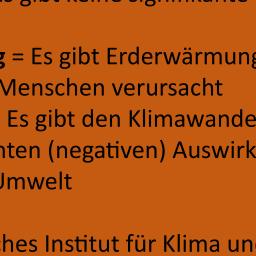 es gibt keine signifikante
g = Es gibt Erderwärmung
Menschen verursacht
Es gibt den Klimawande
nten (negativen) Auswirk
Umwelt
ches Institut für Klima un